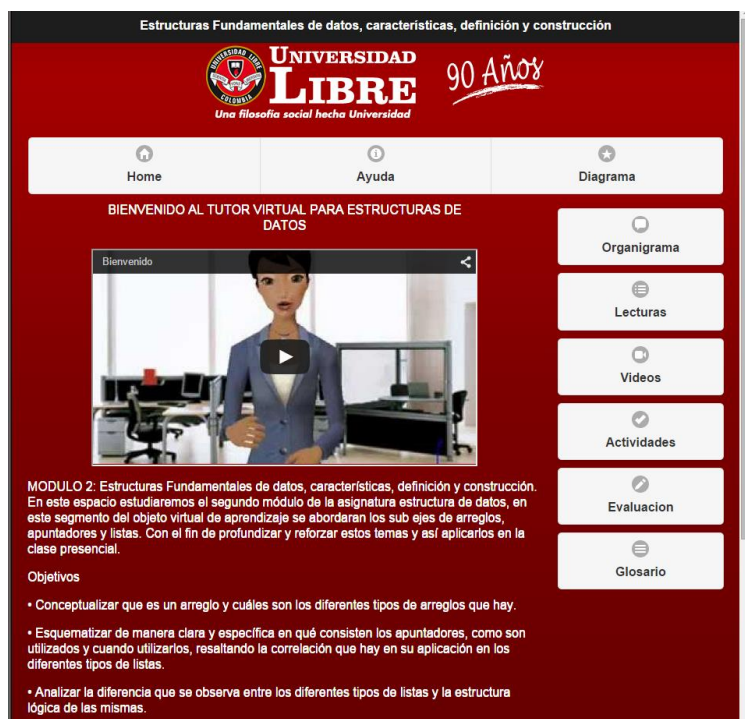 Estructuras Fundamentales de datos, características, definición y construcción
UNIVERSIDAD
LIBRE
Una filosofía social hecha Universidad
90 Años
UNIVERSIDAD LIBRE
COLOMBIA
Home
Ayuda
Diagrama
BIENVENIDO AL TUTOR VIRTUAL PARA ESTRUCTURAS DE
DATOS
Bienvenido
Organigrama
Lecturas
Videos
Actividades
Evaluacion
Glosario
MODULO 2: Estructuras Fundamentales de datos, características, definición y construcción.
En este espacio estudiaremos el segundo módulo de la asignatura estructura de datos, en
este segmento del objeto virtual de aprendizaje se abordaran los sub ejes de arreglos,
apuntadores y listas. Con el fin de profundizar y reforzar estos temas y así aplicarlos en la
clase presencial.
Objetivos
• Conceptualizar que es un arreglo y cuáles son los diferentes tipos de arreglos que hay.
• Esquematizar de manera clara y específica en qué consisten los apuntadores, como son
utilizados y cuando utilizarlos, resaltando la correlación que hay en su aplicación en los
diferentes tipos de listas.
• Analizar la diferencia que se observa entre los diferentes tipos de listas y la estructura
lógica de las mismas.